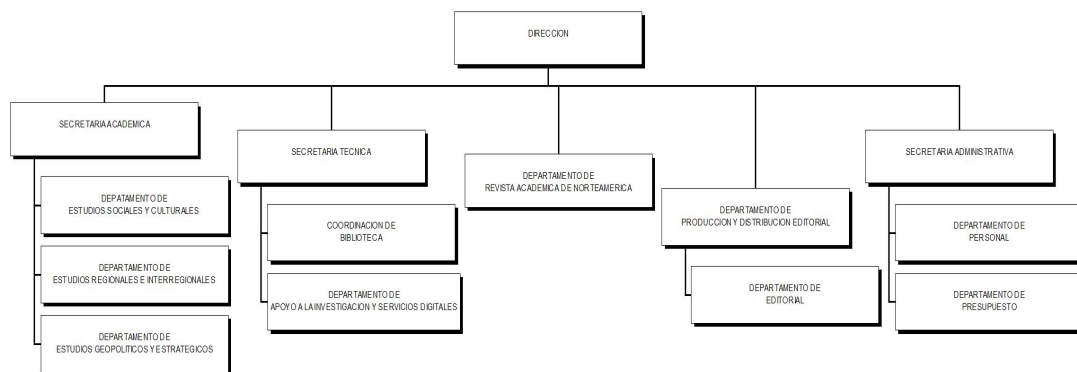 DIRECCION
SECRETARIA ACADEMICA
DEPATAMENTO DE
ESTUDIOS SOCIALES Y CULTURALES
DEPARTAMENTO DE
ESTUDIOS REGIONALES E INTERREGIONALES
DEPARTAMENTO DE
ESTUDIOS GEOPOLITICOS Y ESTRATEGICOS
SECRETARIA TECNICA
COORDINACION DE
BIBLIOTECA
DEPARTAMENTO DE
APOYO A LA INVESTIGACION Y SERVICIOS DIGITALES
DEPARTAMENTO DE
REVISTA ACADEMICA DE NORTEAMERICA
DEPARTAMENTO DE
PRODUCCION Y DISTRIBUCION EDITORIAL
DEPARTAMENTO DE
EDITORIAL
SECRETARIA ADMINISTRATIVA
DEPARTAMENTO DE
PERSONAL
DEPARTAMENTO DE
PRESUPUESTO